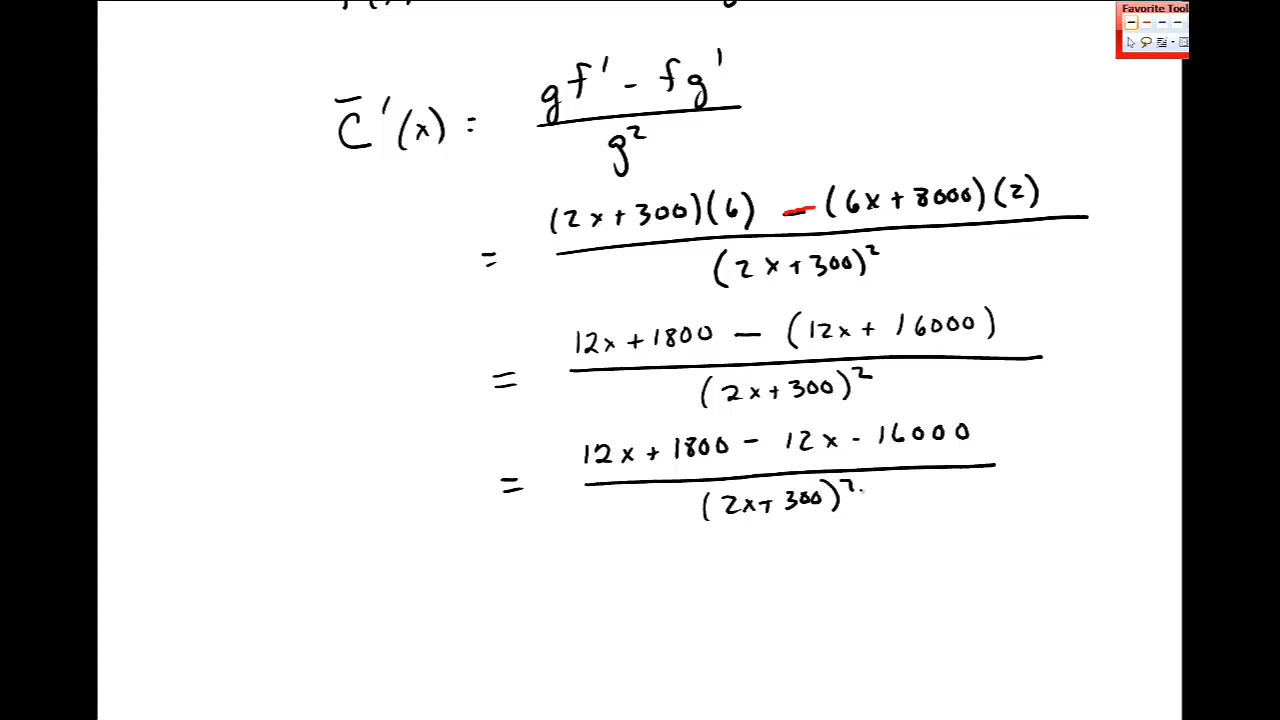 Favorite Tool
C̄'(x) = (gf' - fg') / g²
= ((2x+300)(6) - (6x+8000)(2)) / (2x+300)²
= (12x+1800 - (12x+16000)) / (2x+300)²
= (12x+1800 - 12x - 16000) / (2x+300)²